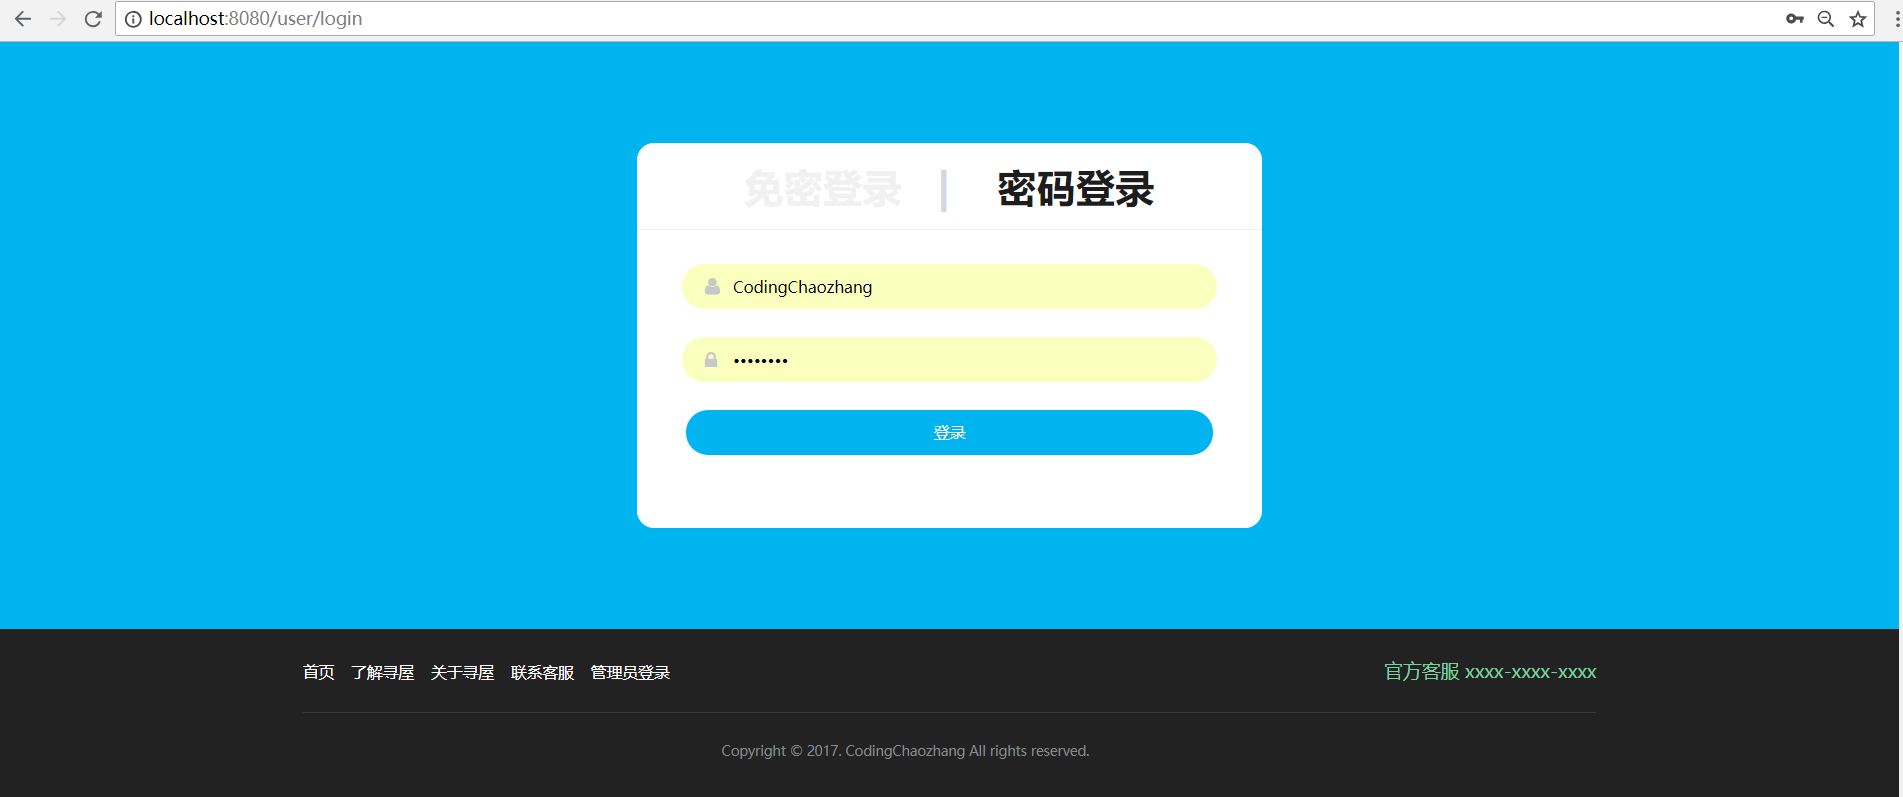 localhost:8080/user/login
免密登录 | 密码登录
CodingChaozhang
••••••••
登录
首页 了解寻屋 关于寻屋 联系客服 管理员登录 官方客服 xxxx-xxxx-xxxx
Copyright © 2017. CodingChaozhang All rights reserved.